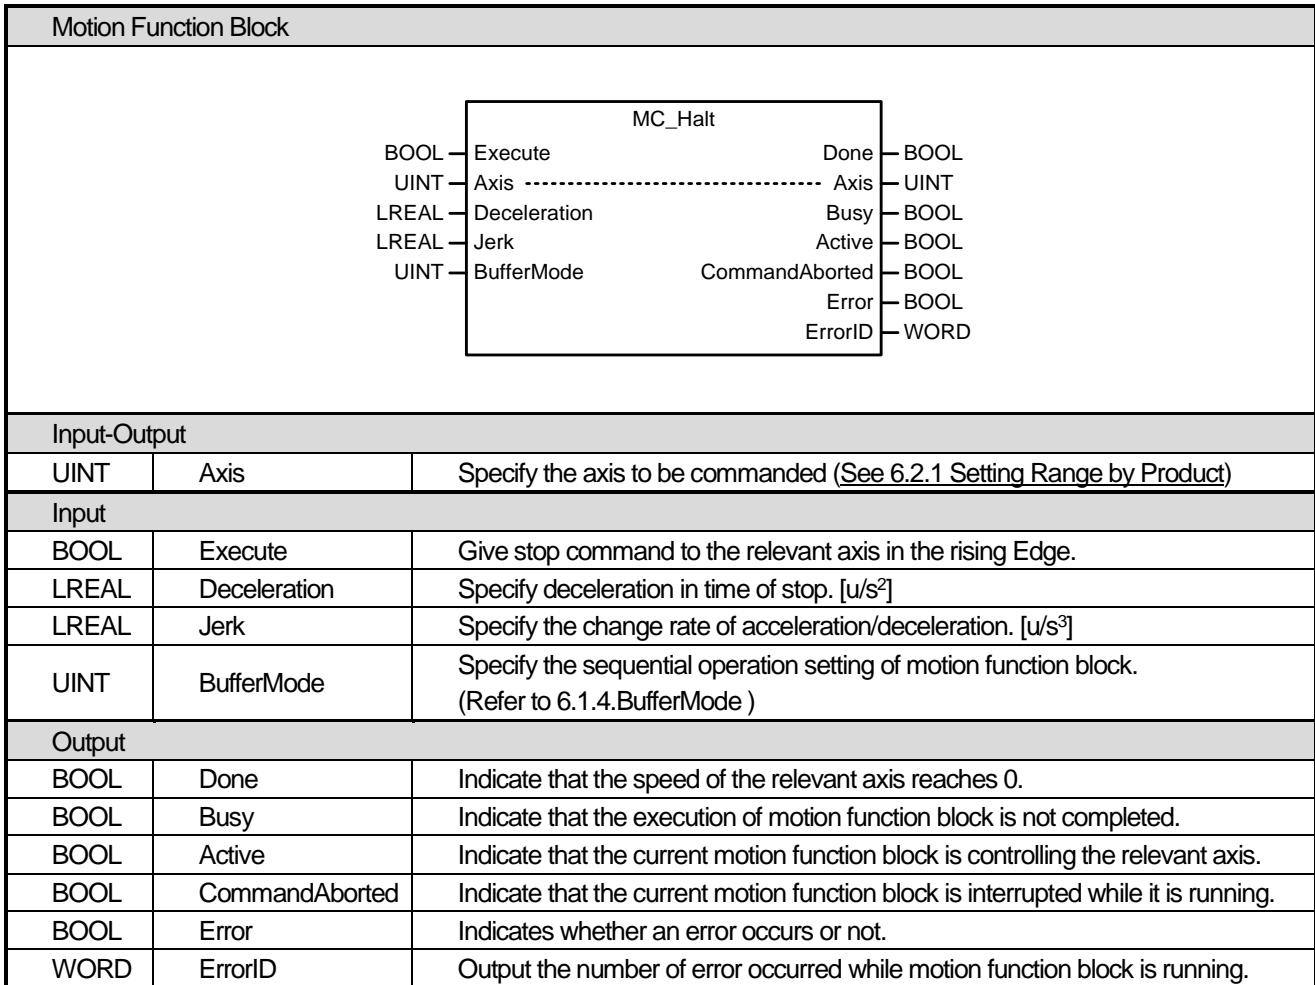 Motion Function Block
MC_Halt
BOOL Execute Done BOOL
UINT Axis Axis UINT
LREAL Deceleration Busy BOOL
LREAL Jerk Active BOOL
UINT BufferMode CommandAborted BOOL
Error BOOL
ErrorID WORD
Input-Output
UINT Axis Specify the axis to be commanded (See 6.2.1 Setting Range by Product)
Input
BOOL Execute Give stop command to the relevant axis in the rising Edge.
LREAL Deceleration Specify deceleration in time of stop. [u/s²]
LREAL Jerk Specify the change rate of acceleration/deceleration. [u/s³]
UINT BufferMode Specify the sequential operation setting of motion function block.
(Refer to 6.1.4.BufferMode )
Output
BOOL Done Indicate that the speed of the relevant axis reaches 0.
BOOL Busy Indicate that the execution of motion function block is not completed.
BOOL Active Indicate that the current motion function block is controlling the relevant axis.
BOOL CommandAborted Indicate that the current motion function block is interrupted while it is running.
BOOL Error Indicates whether an error occurs or not.
WORD ErrorID Output the number of error occurred while motion function block is running.